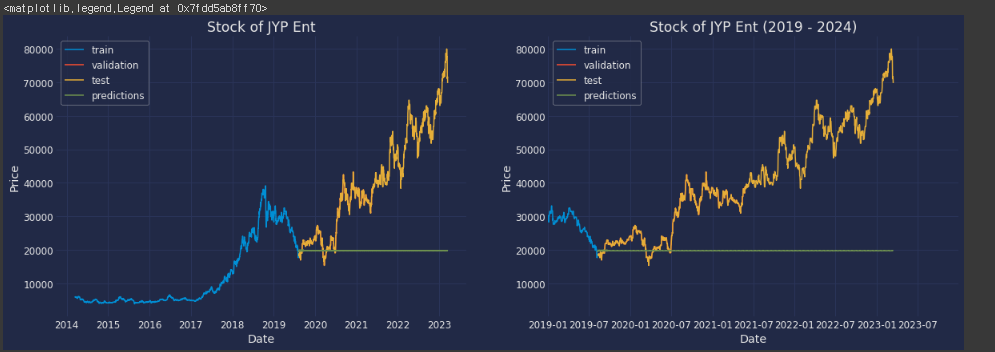 <matplotlib.legend.Legend at 0x7fdd5ab8ff70>
Stock of JYP Ent
train
validation
test
predictions
80000
70000
60000
50000
40000
30000
20000
10000
Price
2014 2015 2016 2017 2018 2019 2020 2021 2022 2023
Date
Stock of JYP Ent (2019 - 2024)
train
validation
test
predictions
80000
70000
60000
50000
40000
30000
20000
10000
Price
2019-01 2019-07 2020-01 2020-07 2021-01 2021-07 2022-01 2022-07 2023-01 2023-07
Date